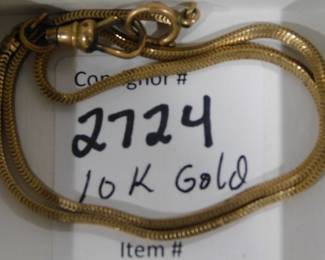 Consignor #
2724
10K Gold
Item #